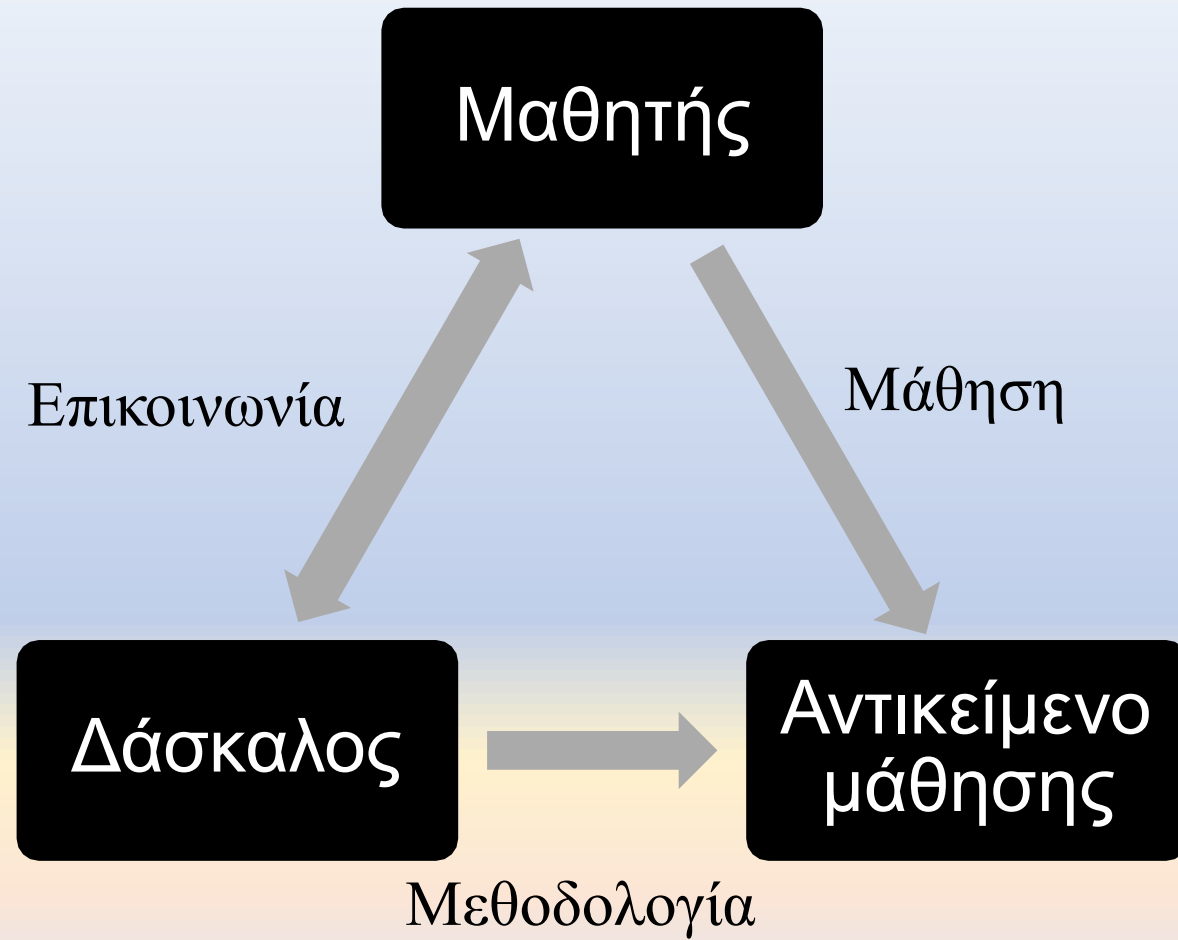 Μαθητής
Επικοινωνία
Μάθηση
Δάσκαλος
Αντικείμενο
μάθησης
Μεθοδολογία